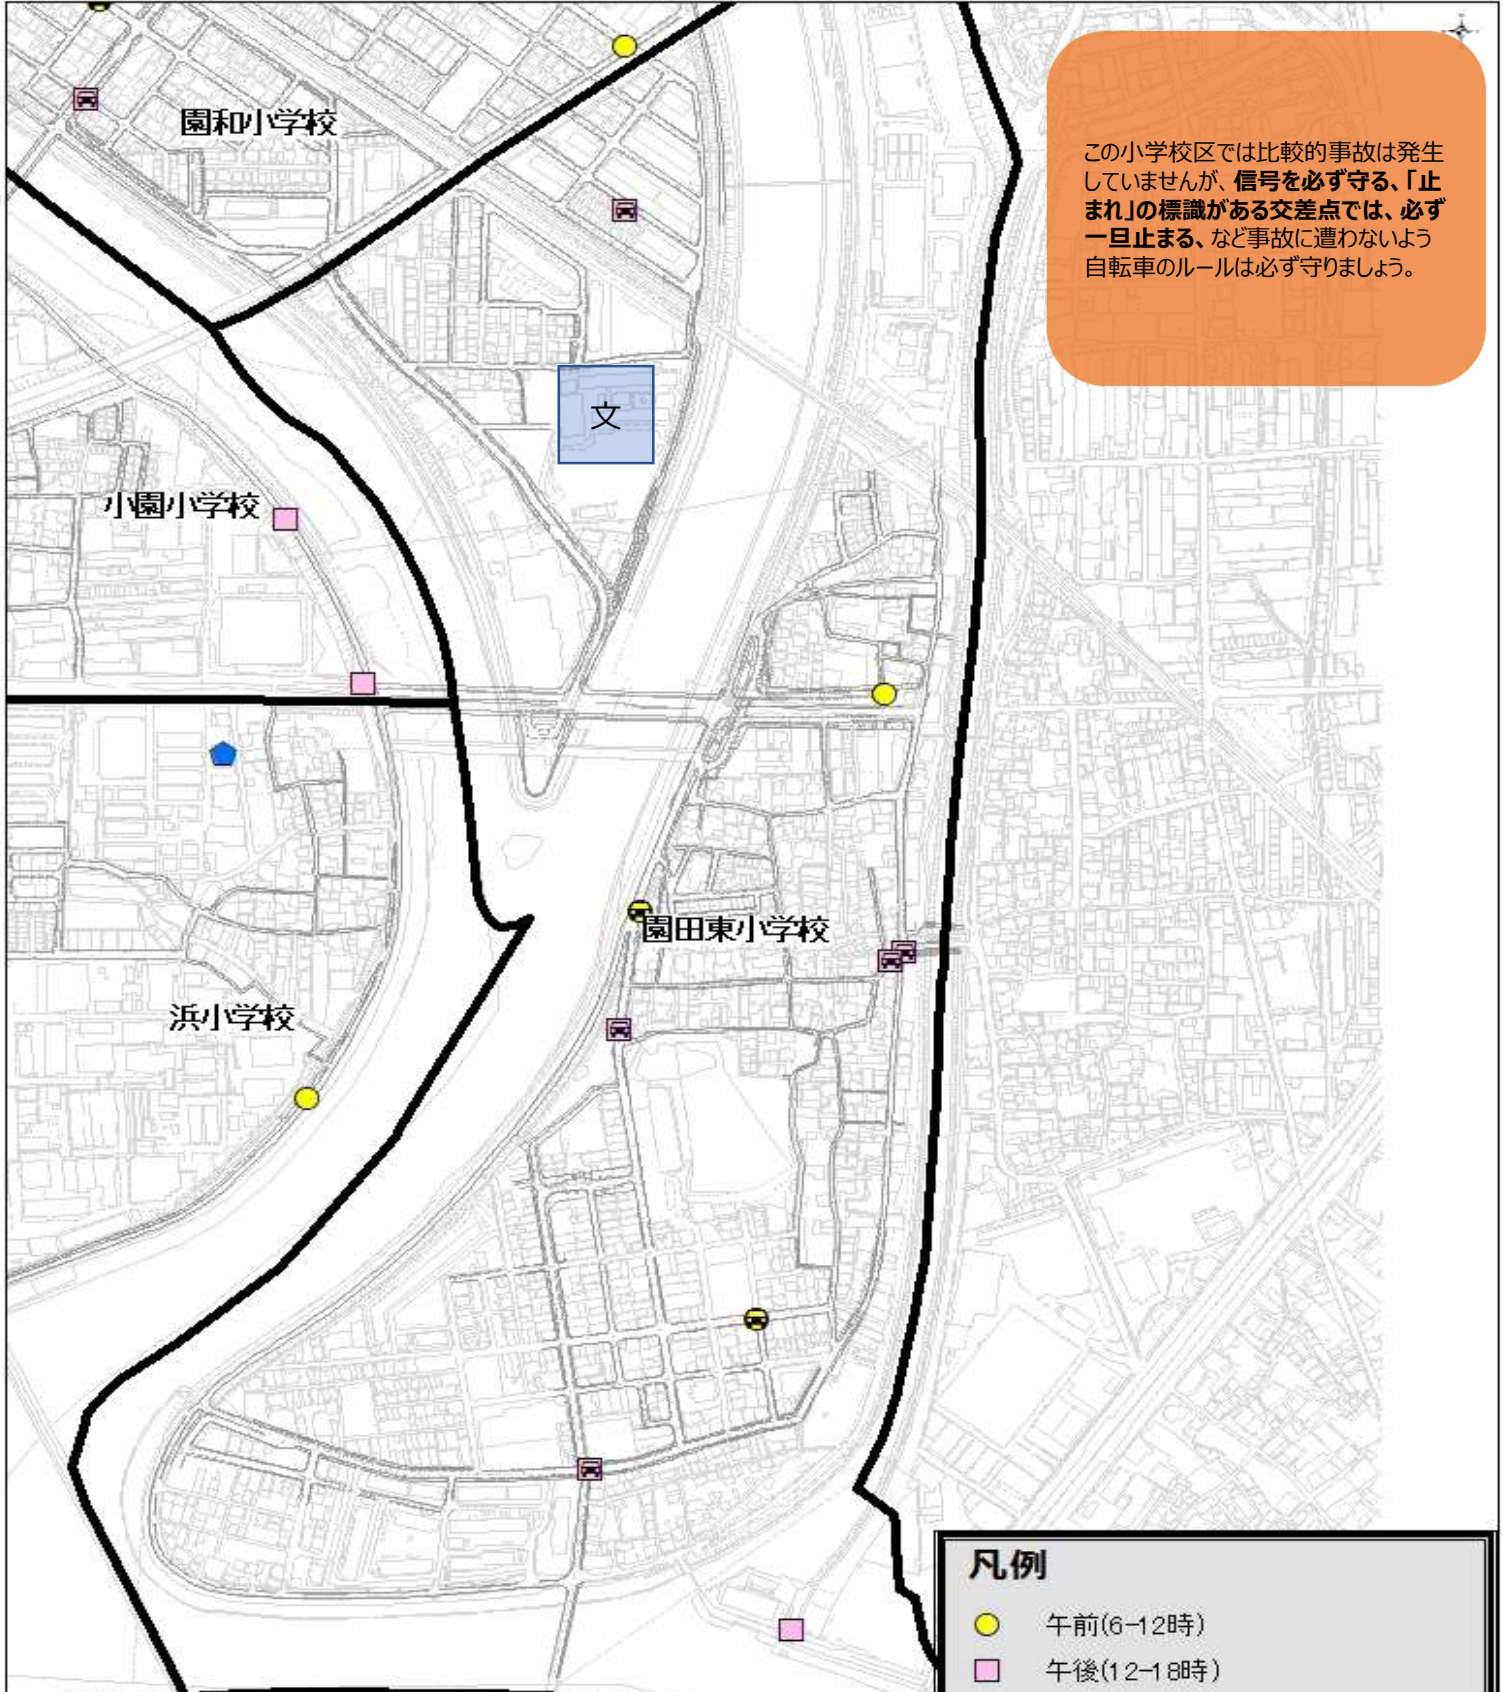 園和小学校
この小学校区では比較的事故は発生
していませんが、信号を必ず守る、「止
まれ」の標識がある交差点では、必ず
一旦止まる、など事故に遭わないよう
自転車のルールは必ず守りましょう。
文
小園小学校
園田東小学校
浜小学校
凡例
午前(6-12時)
午後(12-18時)